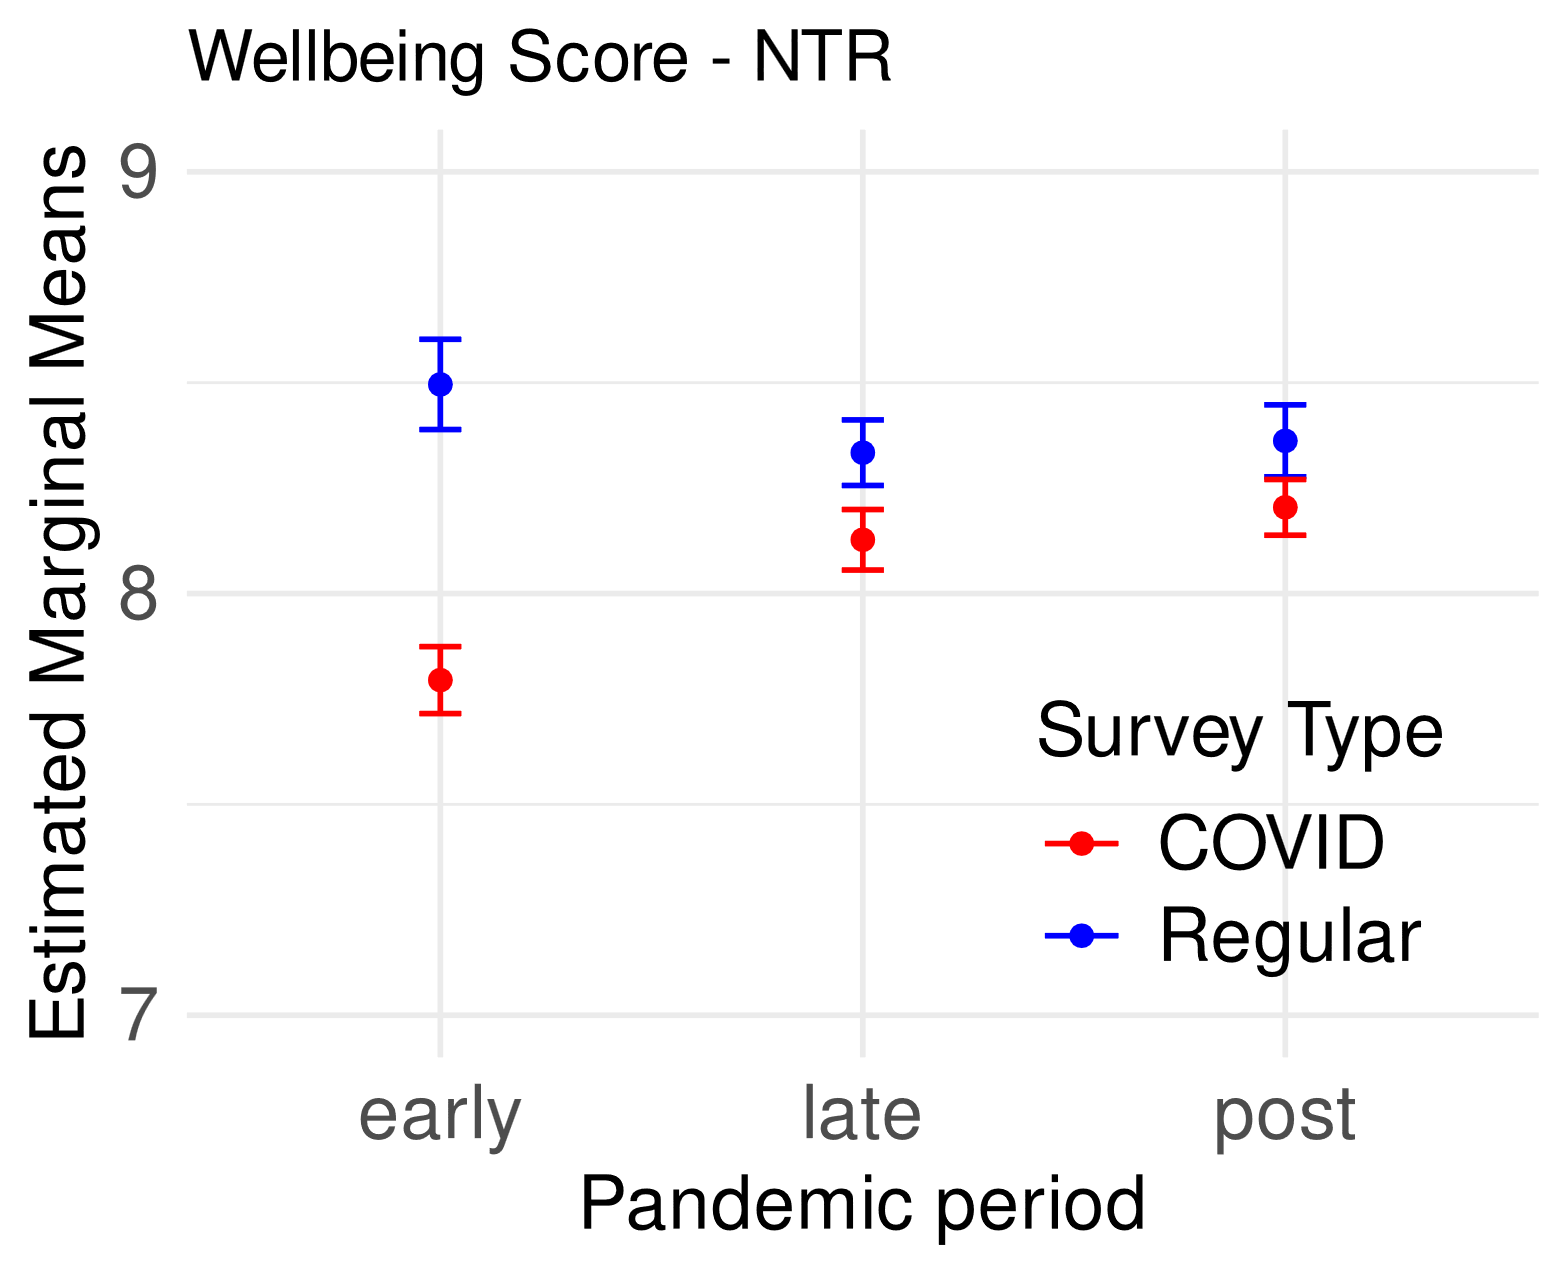 Wellbeing Score - NTR
Estimated Marginal Means
9
8
7
Survey Type
COVID
Regular
early late post
Pandemic period